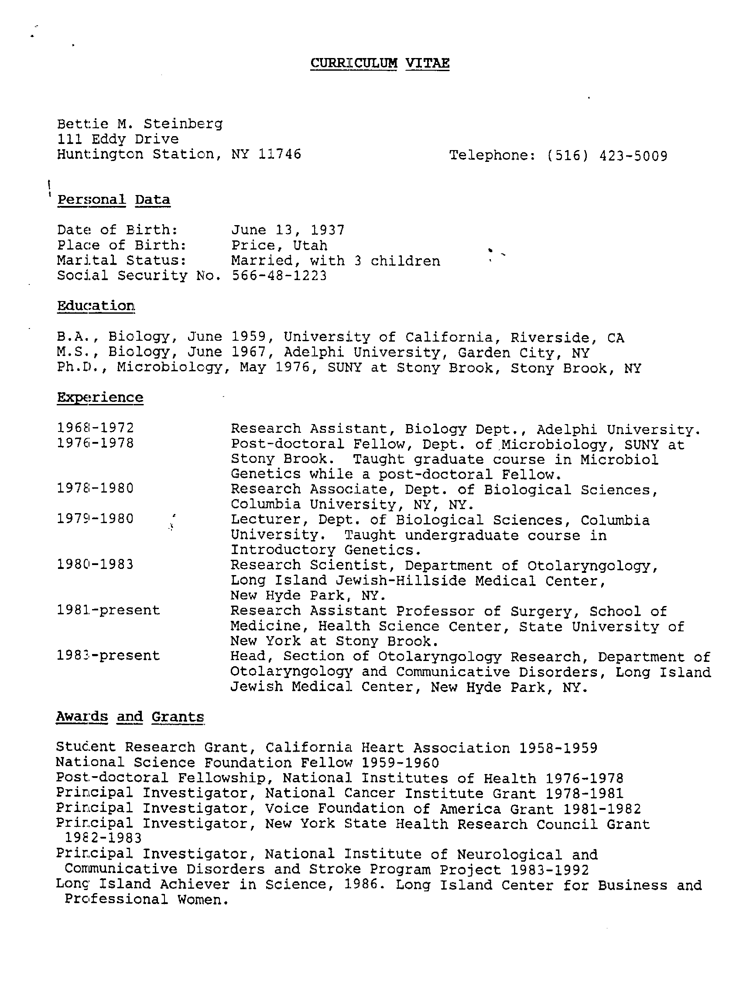 CURRICULUM VITAE
Bettie M. Steinberg
111 Eddy Drive
Huntington Station, NY 11746 Telephone: (516) 423-5009
Personal Data
Date of Birth: June 13, 1937
Place of Birth: Price, Utah
Marital Status: Married, with 3 children
Social Security No. 566-48-1223
Education
B.A., Biology, June 1959, University of California, Riverside, CA
M.S., Biology, June 1967, Adelphi University, Garden City, NY
Ph.D., Microbiology, May 1976, SUNY at Stony Brook, Stony Brook, NY
Experience
1968-1972 Research Assistant, Biology Dept., Adelphi University.
1976-1978 Post-doctoral Fellow, Dept. of Microbiology, SUNY at
Stony Brook. Taught graduate course in Microbiol
Genetics while a post-doctoral Fellow.
1978-1980 Research Associate, Dept. of Biological Sciences,
Columbia University, NY, NY.
1979-1980 Lecturer, Dept. of Biological Sciences, Columbia
University. Taught undergraduate course in
Introductory Genetics.
1980-1983 Research Scientist, Department of Otolaryngology,
Long Island Jewish-Hillside Medical Center,
New Hyde Park, NY.
1981-present Research Assistant Professor of Surgery, School of
Medicine, Health Science Center, State University of
New York at Stony Brook.
1983-present Head, Section of Otolaryngology Research, Department of
Otolaryngology and Communicative Disorders, Long Island
Jewish Medical Center, New Hyde Park, NY.
Awards and Grants
Student Research Grant, California Heart Association 1958-1959
National Science Foundation Fellow 1959-1960
Post-doctoral Fellowship, National Institutes of Health 1976-1978
Principal Investigator, National Cancer Institute Grant 1978-1981
Principal Investigator, Voice Foundation of America Grant 1981-1982
Principal Investigator, New York State Health Research Council Grant
1982-1983
Principal Investigator, National Institute of Neurological and
Communicative Disorders and Stroke Program Project 1983-1992
Long Island Achiever in Science, 1986. Long Island Center for Business and
Professional Women.